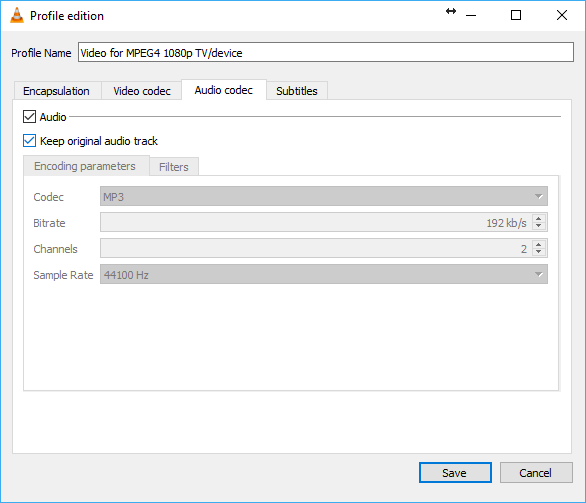 Profile edition
Profile Name Video for MPEG4 1080p TV/device
Encapsulation Video codec Audio codec Subtitles
Audio
Keep original audio track
Encoding parameters Filters
Codec MP3
Bitrate 192 kb/s
Channels 2
Sample Rate 44100 Hz
Save Cancel